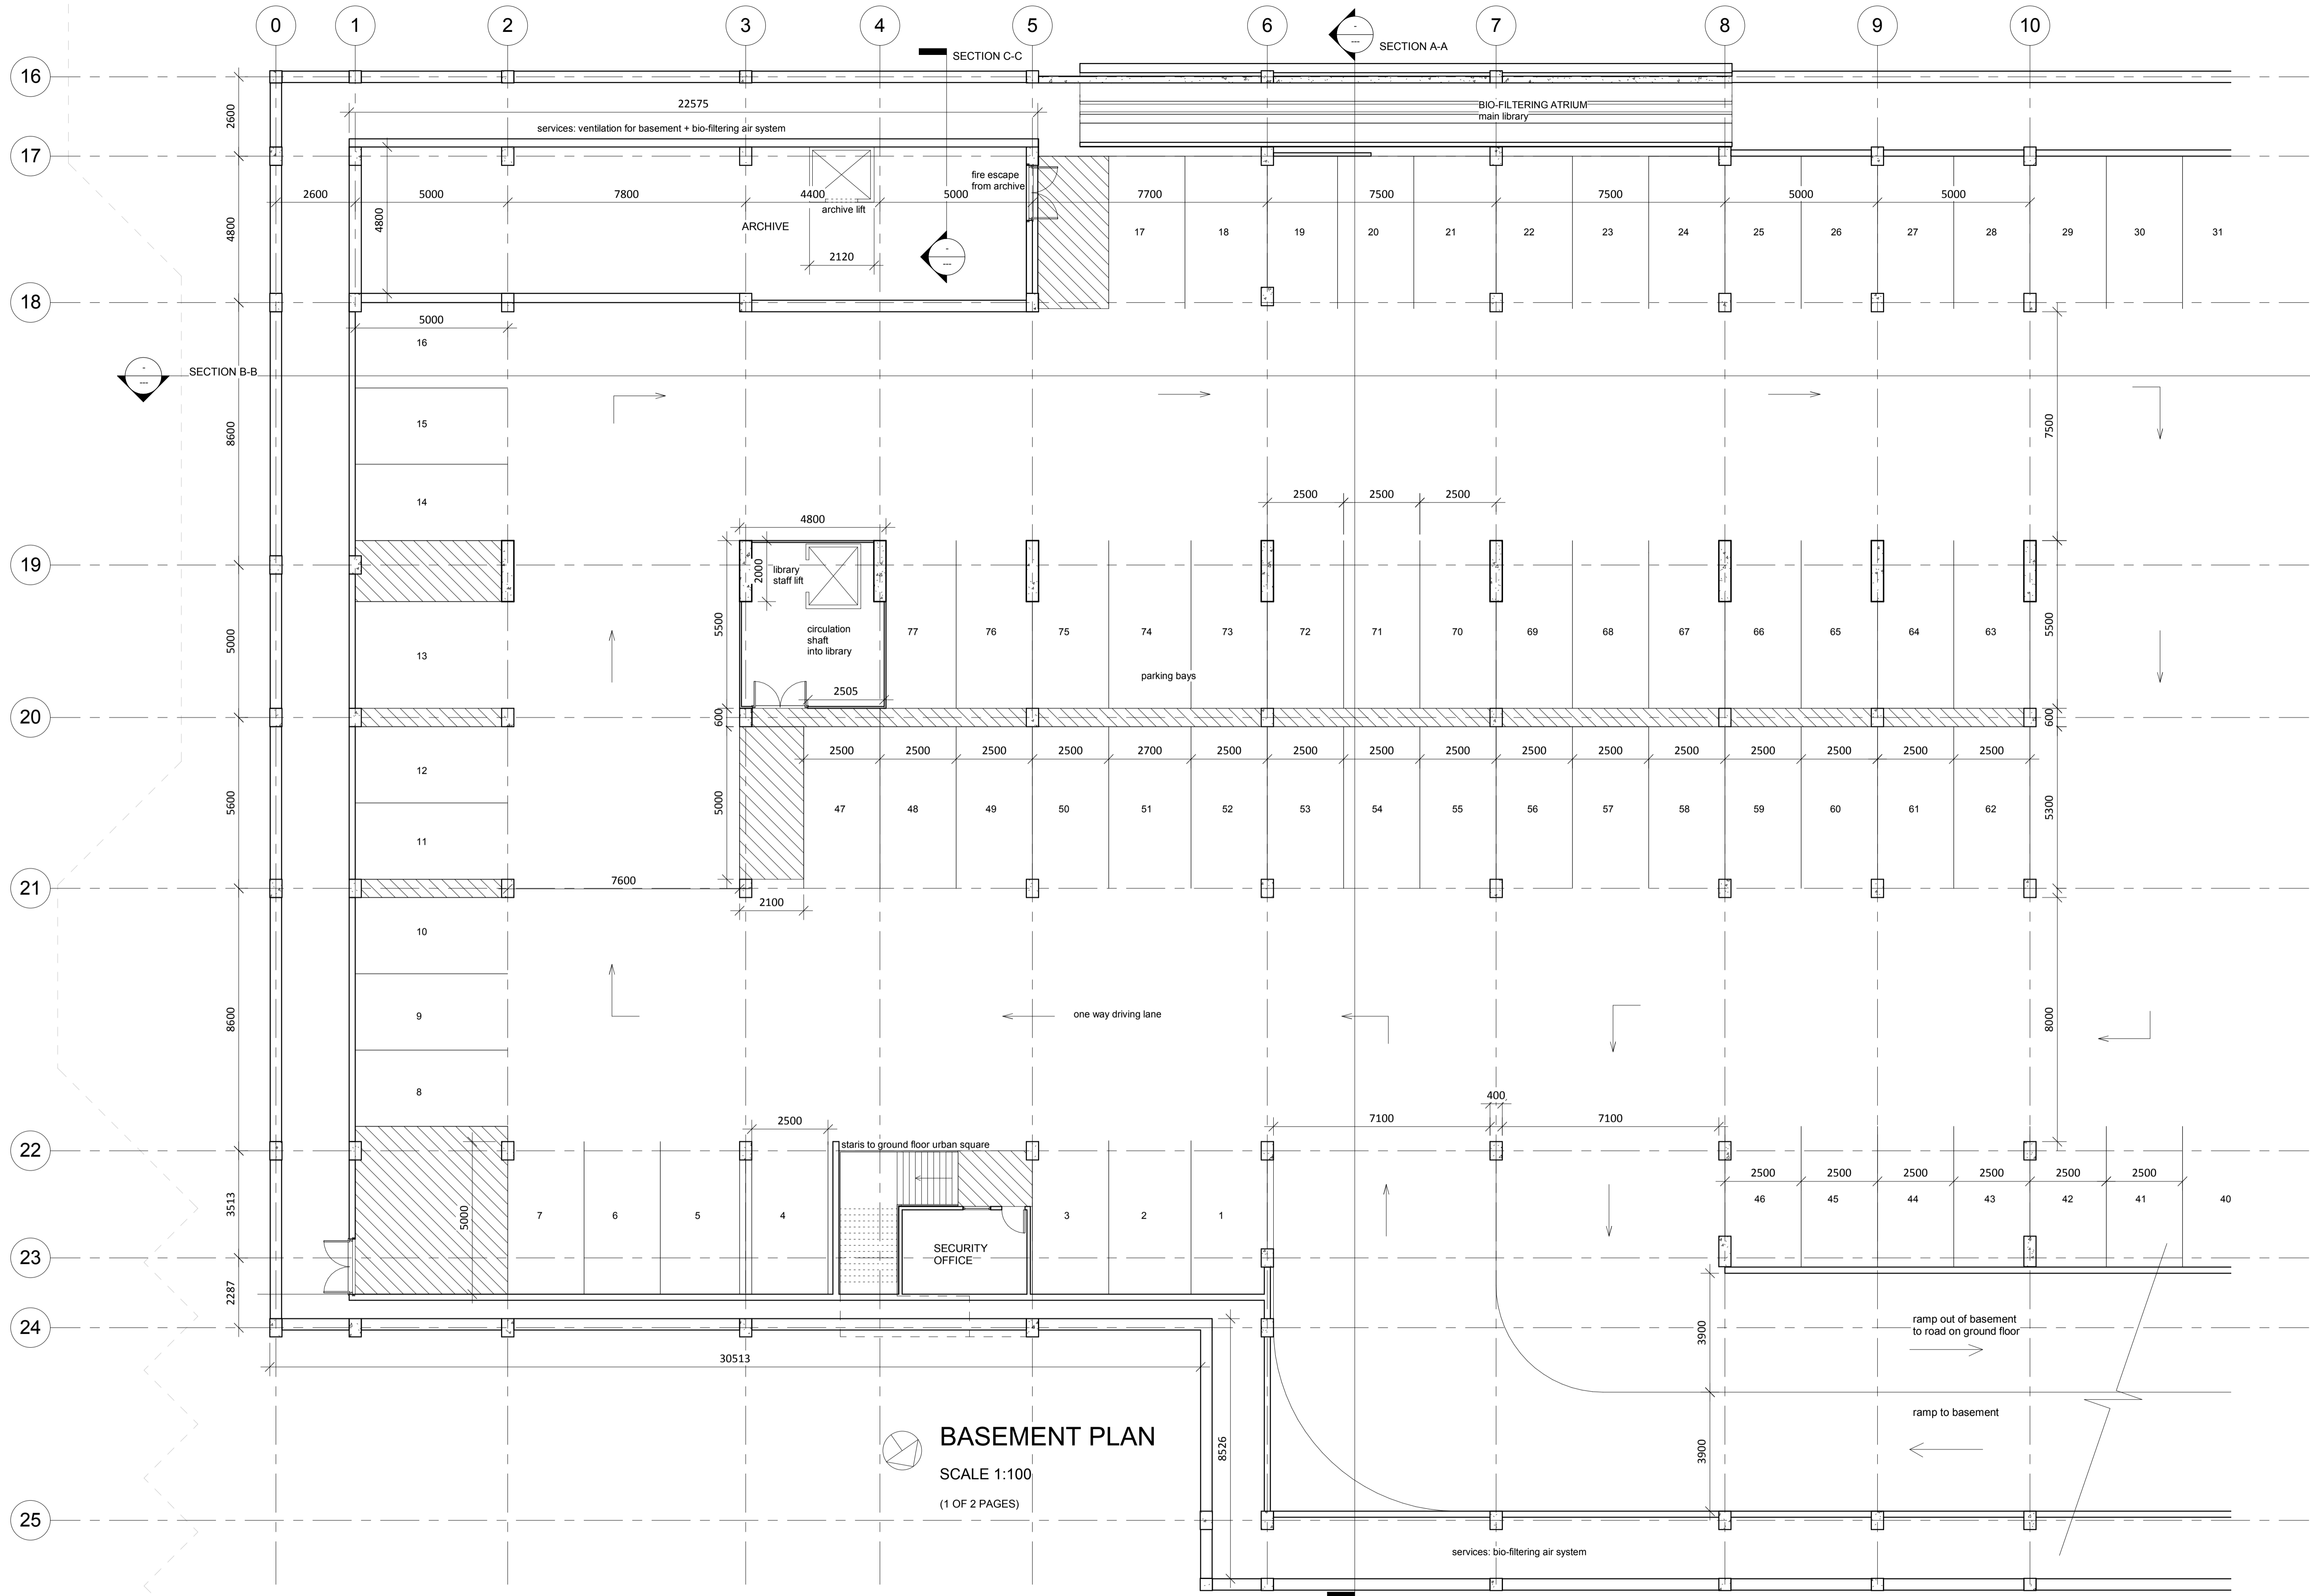 0 1 2 3 4 5 6 7 8 9 10
SECTION C-C
SECTION A-A
16
22575
2600
BIO-FILTERING ATRIUM
main library
services: ventilation for basement + bio-filtering air system
17
fire escape
from archive
2600 5000 7800 4400 5000 7700 7500 7500 5000 5000
4800
4800
archive lift
ARCHIVE
17 18 19 20 21 22 23 24 25 26 27 28 29 30 31
2120
18
5000
16
SECTION B-B
8600
15
7500
14
2500 2500 2500
4800
19
2000
library
staff lift
5500
circulation
shaft
into library
5000
13
77 76 75 74 73 72 71 70 69 68 67 66 65 64 63
5500
parking bays
2505
20
600
600
2500 2500 2500 2500 2700 2500 2500 2500 2500 2500 2500 2500 2500 2500 2500 2500
12
5600
5000
47 48 49 50 51 52 53 54 55 56 57 58 59 60 61 62
5300
11
21
7600
2100
10
8600
9
one way driving lane
8000
8
400
2500
7100 7100
22
staris to ground floor urban square
2500 2500 2500 2500 2500 2500
46 45 44 43 42 41 40
3513
5000
7 6 5 4 3 2 1
SECURITY
OFFICE
23
2287
24
ramp out of basement
to road on ground floor
3900
30513
ramp to basement
BASEMENT PLAN
8526
3900
SCALE 1:100
(1 OF 2 PAGES)
25
services: bio-filtering air system